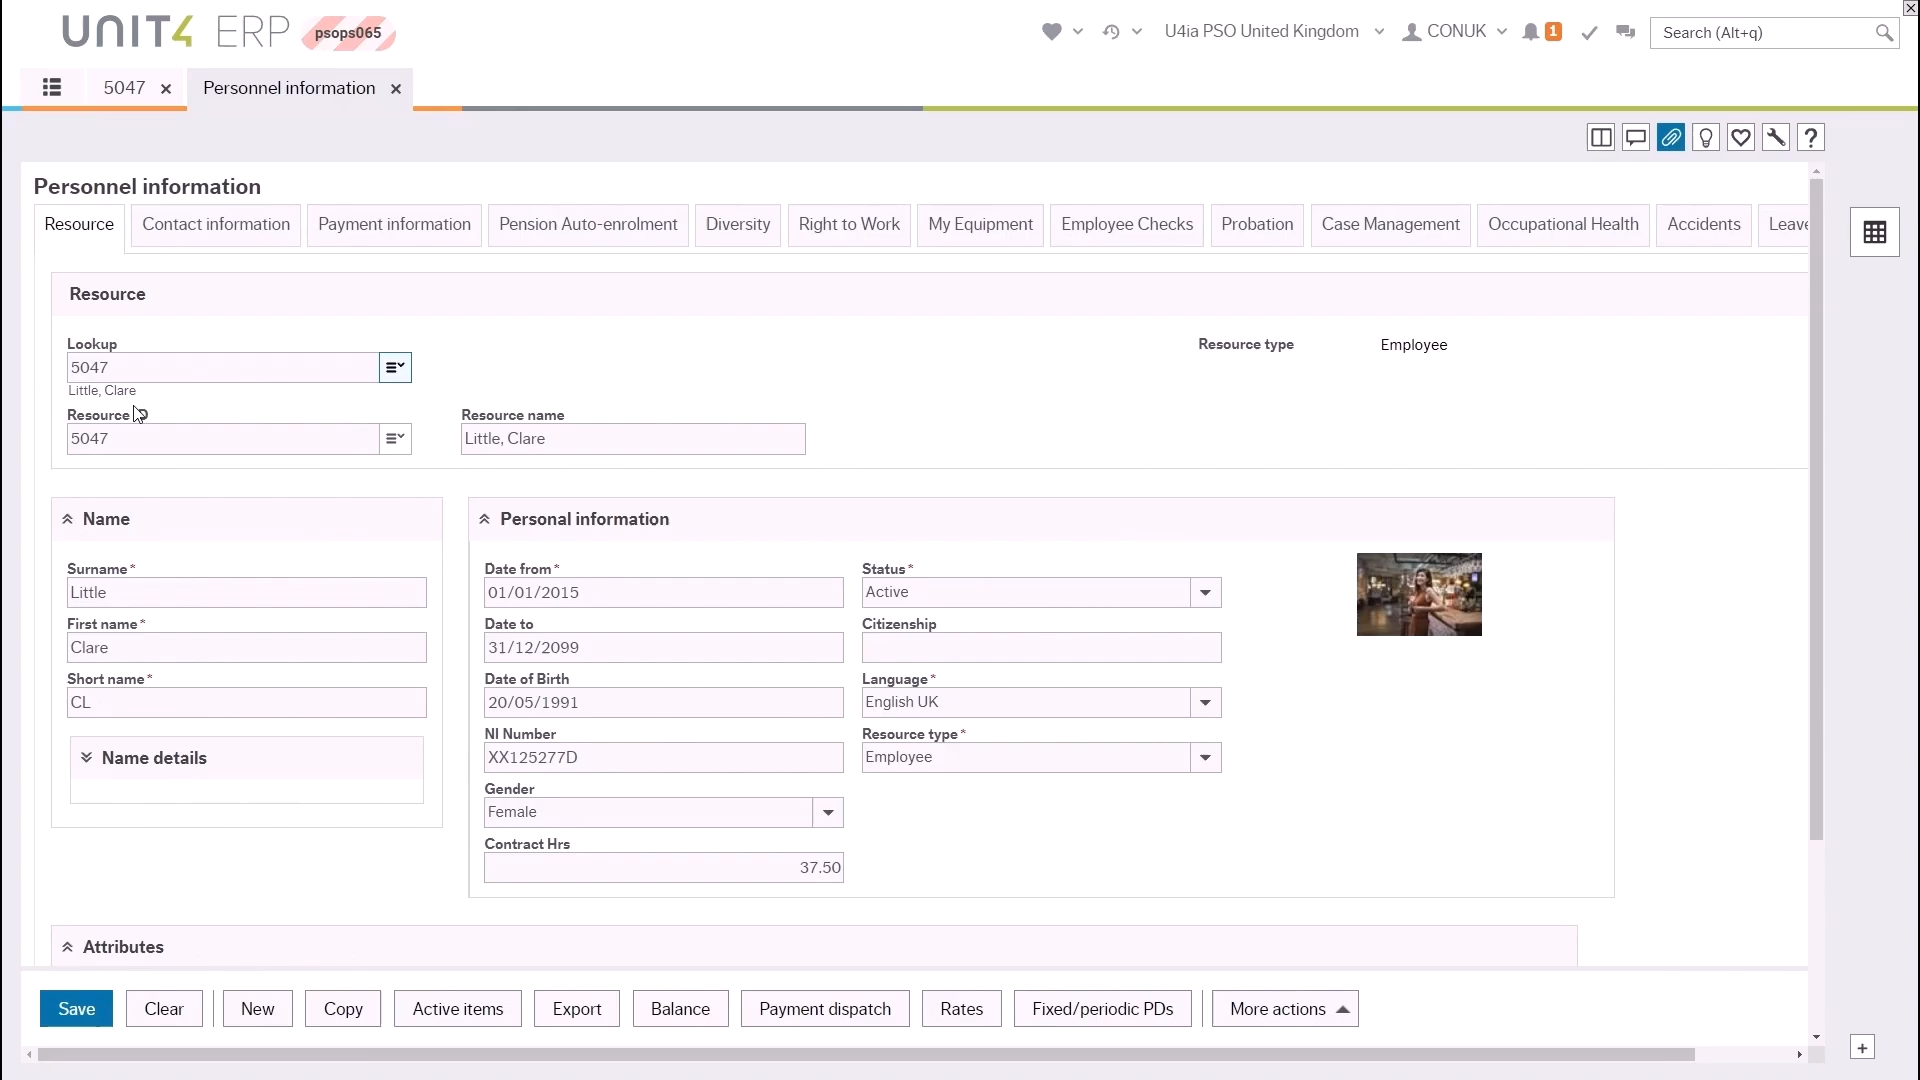 UNIT4 ERP psops065
U4ia PSO United Kingdom
CONUK
1
Search (Alt+q)
5047
Personnel information
Personnel information
Resource
Contact information
Payment information
Pension Auto-enrolment
Diversity
Right to Work
My Equipment
Employee Checks
Probation
Case Management
Occupational Health
Accidents
Leave
Resource
Lookup
5047
Little, Clare
Resource type
Employee
Resource
5047
Resource name
Little, Clare
Name
Surname*
Little
First name*
Clare
Short name*
CL
Name details
Personal information
Date from*
01/01/2015
Date to
31/12/2099
Date of Birth
20/05/1991
NI Number
XX125277D
Gender
Female
Contract Hrs
37.50
Status*
Active
Citizenship
Language*
English UK
Resource type*
Employee
Attributes
Save
Clear
New
Copy
Active items
Export
Balance
Payment dispatch
Rates
Fixed/periodic PDs
More actions